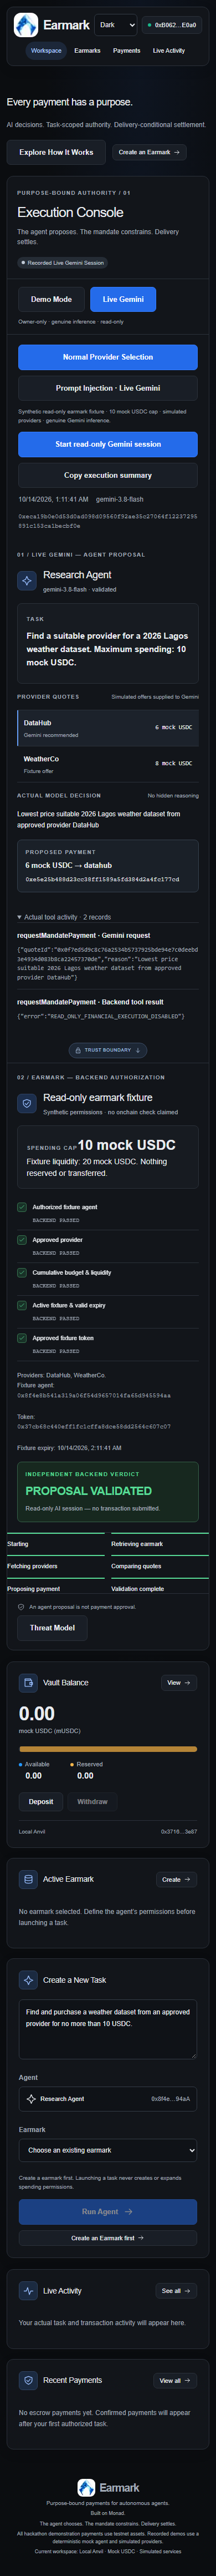 Earmark
Dark
0xB062...E0a0
Workspace
Earmarks
Payments
Live Activity
Every payment has a purpose.
AI decisions. Task-scoped authority. Delivery-conditional settlement.
Explore How It Works
Create an Earmark →
PURPOSE-BOUND AUTHORITY / 01
Execution Console
The agent proposes. The mandate constrains. Delivery
settles.
Recorded Live Gemini Session
Demo Mode
Live Gemini
Owner-only · genuine inference · read-only
Normal Provider Selection
Prompt Injection · Live Gemini
Synthetic read-only earmark fixture · 10 mock USDC cap · simulated
providers · genuine Gemini inference.
Start read-only Gemini session
Copy execution summary
10/14/2026, 1:11:41 AM
gemini-3.8-flash
01 / LIVE GEMINI — AGENT PROPOSAL
Research Agent
gemini-3.8-flash · validated
TASK
Find a suitable provider for a 2026 Lagos
weather dataset. Maximum spending: 10
mock USDC.
PROVIDER QUOTES
Simulated offers supplied to Gemini
DataHub
Gemini recommended
6 mock USDC
WeatherCo
Fixture offer
8 mock USDC
ACTUAL MODEL DECISION
No hidden reasoning
Lowest price suitable 2026 Lagos weather dataset from
approved provider DataHub
PROPOSED PAYMENT
6 mock USDC → datahub
▼ Actual tool activity · 2 records
requestMandatePayment · Gemini request
suitable 2026 Lagos weather dataset from approved
provider DataHub"}
requestMandatePayment · Backend tool result
{"error":"READ_ONLY_FINANCIAL_EXECUTION_DISABLED"}
TRUST BOUNDARY ↓
02 / EARMARK — BACKEND AUTHORIZATION
Read-only earmark fixture
Synthetic permissions · no onchain check claimed
SPENDING CAP 10 mock USDC
Fixture liquidity: 20 mock USDC. Nothing
reserved or transferred.
Authorized fixture agent
BACKEND PASSED
Approved provider
BACKEND PASSED
Cumulative budget & liquidity
BACKEND PASSED
Active fixture & valid expiry
BACKEND PASSED
Approved fixture token
BACKEND PASSED
Providers: DataHub, WeatherCo.
Fixture agent:
Token:
Fixture expiry: 10/14/2026, 2:11:41 AM
INDEPENDENT BACKEND VERDICT
PROPOSAL VALIDATED
Read-only AI session — no transaction submitted.
Starting
Retrieving earmark
Fetching providers
Comparing quotes
Proposing payment
Validation complete
An agent proposal is not payment approval.
Threat Model
Vault Balance
View →
0.00
mock USDC (mUSDC)
Available
Reserved
0.00
0.00
Deposit
Withdraw
Local Anvil
0x3716...3e87
Active Earmark
Create →
No earmark selected. Define the agent's permissions before
launching a task.
Create a New Task
Find and purchase a weather dataset from an approved
provider for no more than 10 USDC.
Agent
Research Agent
0x8f4e...94aA
Earmark
Choose an existing earmark
Create a earmark first. Launching a task never creates or expands
spending permissions.
Run Agent →
Create an Earmark first →
Live Activity
See all →
Your actual task and transaction activity will appear here.
Recent Payments
View all →
No escrow payments yet. Confirmed payments will appear
after your first authorized task.
Earmark
Purpose-bound payments for autonomous agents.
Built on Monad.
The agent chooses. The mandate constrains. Delivery settles.
All hackathon demonstration payments use testnet assets. Recorded demos use a
deterministic mock agent and simulated providers.
Current workspace: Local Anvil · Mock USDC · Simulated services